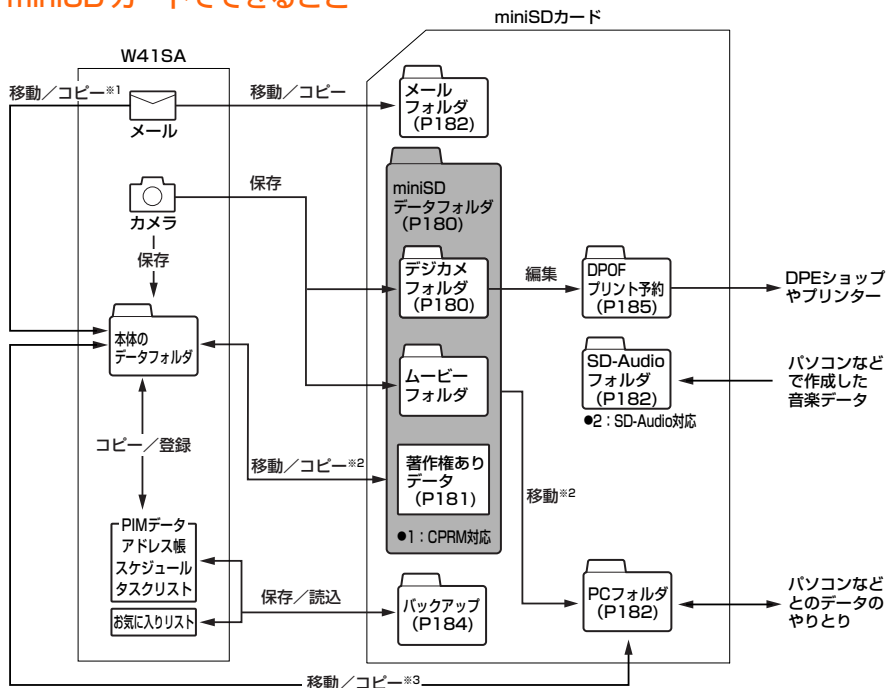 miniSDカードでできること
miniSDカード
W41SA
移動／コピー※1
メール
移動／コピー
メール
フォルダ
(P182)
カメラ
保存
保存
miniSD
データフォルダ
(P180)
デジカメ
フォルダ
(P180)
編集
DPOF
プリント予約
(P185)
DPEショップ
やプリンター
本体の
データフォルダ
ムービー
フォルダ
SD-Audio
フォルダ
(P182)
●2：SD-Audio対応
パソコンなど
で作成した
音楽データ
コピー／登録
移動／コピー※2
著作権あり
データ
(P181)
●1：CPRM対応
移動※2
PIMデータ
アドレス帳
スケジュール
タスクリスト
お気に入りリスト
保存／読込
バックアップ
(P184)
PCフォルダ
(P182)
パソコンなど
とのデータの
やりとり
移動／コピー※3